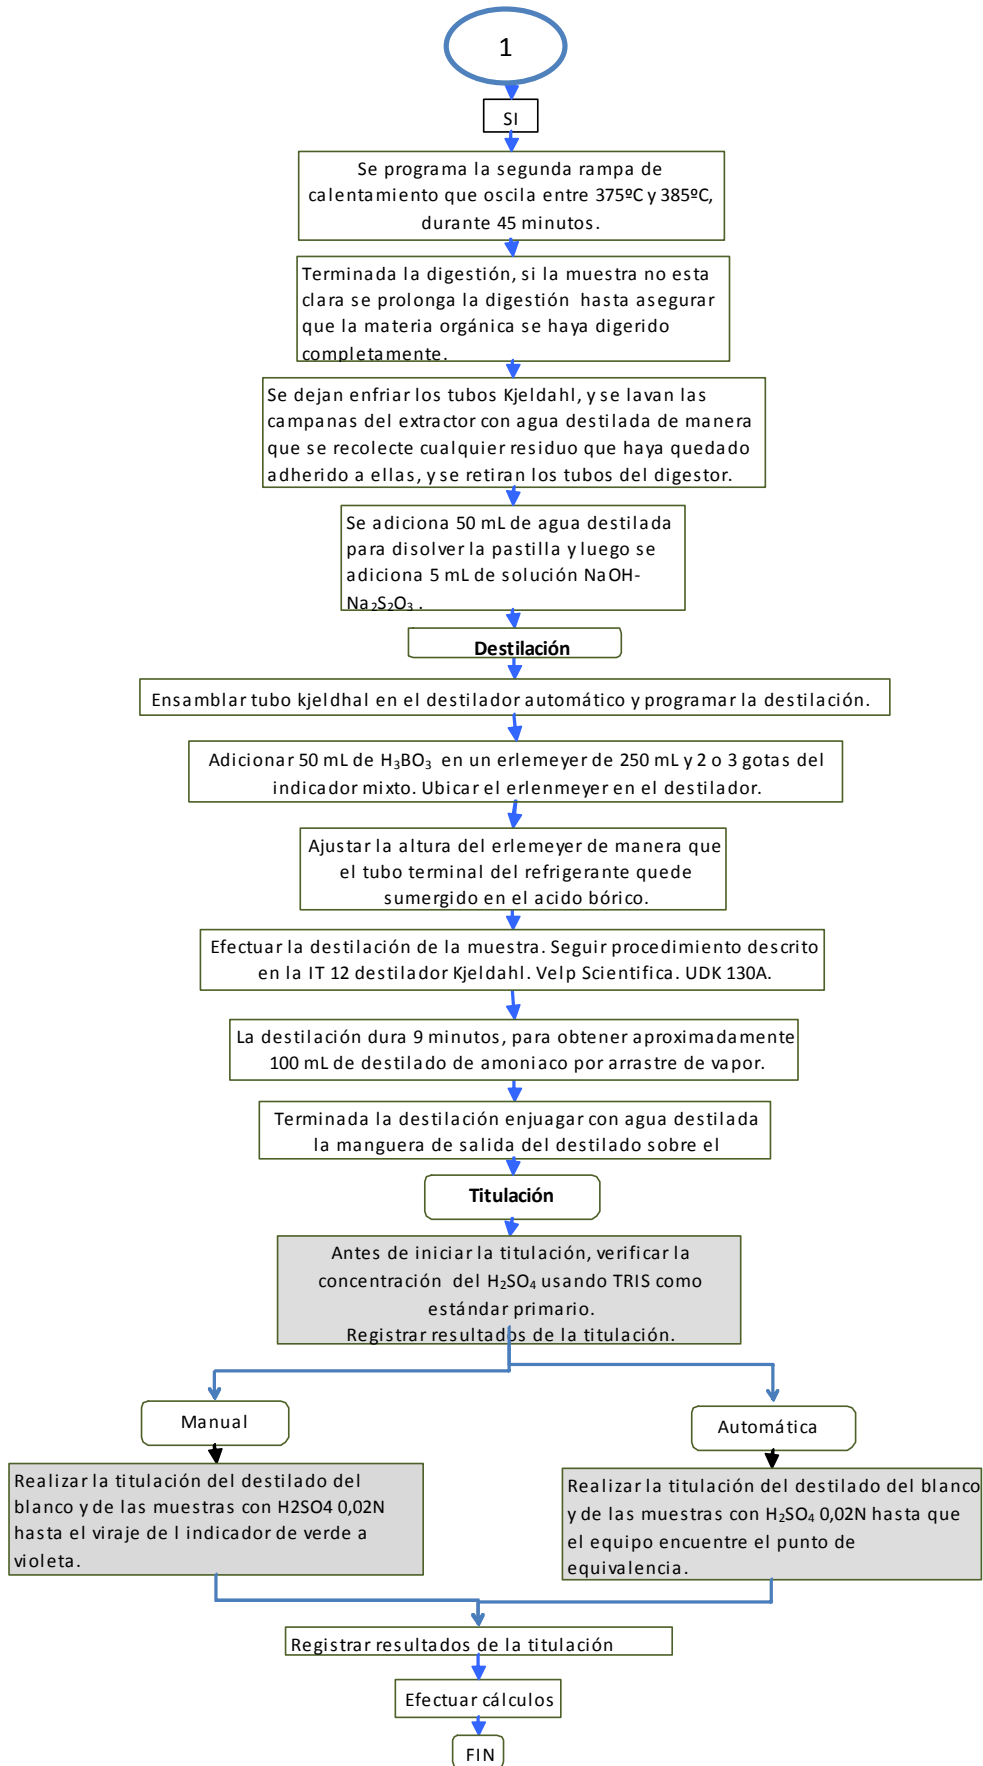 1
SI
Se programa la segunda rampa de
calentamiento que oscila entre 375ºC y 385ºC,
durante 45 minutos.
Terminada la digestión, si la muestra no esta
clara se prolonga la digestión hasta asegurar
que la materia orgánica se haya digerido
completamente.
Se dejan enfriar los tubos Kjeldahl, y se lavan las
campanas del extractor con agua destilada de manera
que se recolecte cualquier residuo que haya quedado
adherido a ellas, y se retiran los tubos del digestor.
Se adiciona 50 mL de agua destilada
para disolver la pastilla y luego se
adiciona 5 mL de solución NaOH-
Na₂S₂O₃ .
Destilación
Ensamblar tubo kjeldhal en el destilador automático y programar la destilación.
Adicionar 50 mL de H₃BO₃ en un erlemeyer de 250 mL y 2 o 3 gotas del
indicador mixto. Ubicar el erlenmeyer en el destilador.
Ajustar la altura del erlemeyer de manera que
el tubo terminal del refrigerante quede
sumergido en el acido bórico.
Efectuar la destilación de la muestra. Seguir procedimiento descrito
en la IT 12 destilador Kjeldahl. Velp Scientifica. UDK 130A.
La destilación dura 9 minutos, para obtener aproximadamente
100 mL de destilado de amoniaco por arrastre de vapor.
Terminada la destilación enjuagar con agua destilada
la manguera de salida del destilado sobre el
Titulación
Antes de iniciar la titulación, verificar la
concentración del H₂SO₄ usando TRIS como
estándar primario.
Registrar resultados de la titulación.
Manual
Automática
Realizar la titulación del destilado del
blanco y de las muestras con H2SO4 0,02N
hasta el viraje de l indicador de verde a
violeta.
Realizar la titulación del destilado del blanco
y de las muestras con H₂SO₄ 0,02N hasta que
el equipo encuentre el punto de
equivalencia.
Registrar resultados de la titulación
Efectuar cálculos
FIN